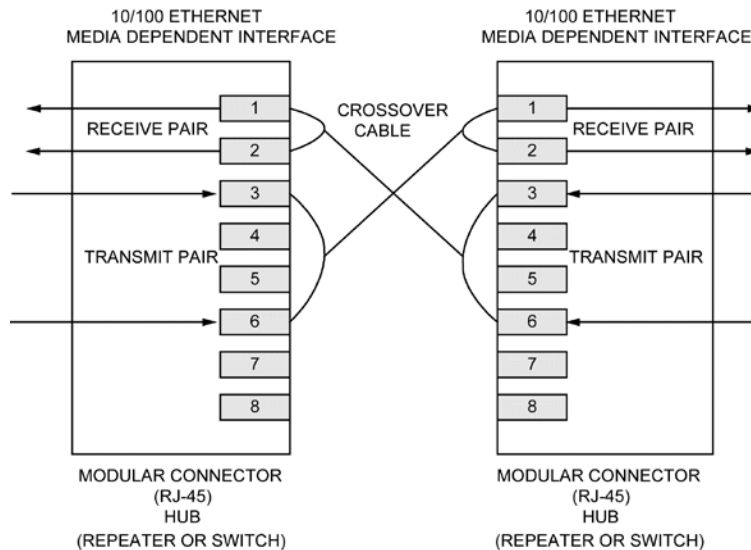 10/100 ETHERNET
MEDIA DEPENDENT INTERFACE
10/100 ETHERNET
MEDIA DEPENDENT INTERFACE
1
RECEIVE PAIR
2
3
4
TRANSMIT PAIR
5
6
7
8
CROSSOVER
CABLE
1
RECEIVE PAIR
2
3
4
TRANSMIT PAIR
5
6
7
8
MODULAR CONNECTOR
(RJ-45)
HUB
(REPEATER OR SWITCH)
MODULAR CONNECTOR
(RJ-45)
HUB
(REPEATER OR SWITCH)